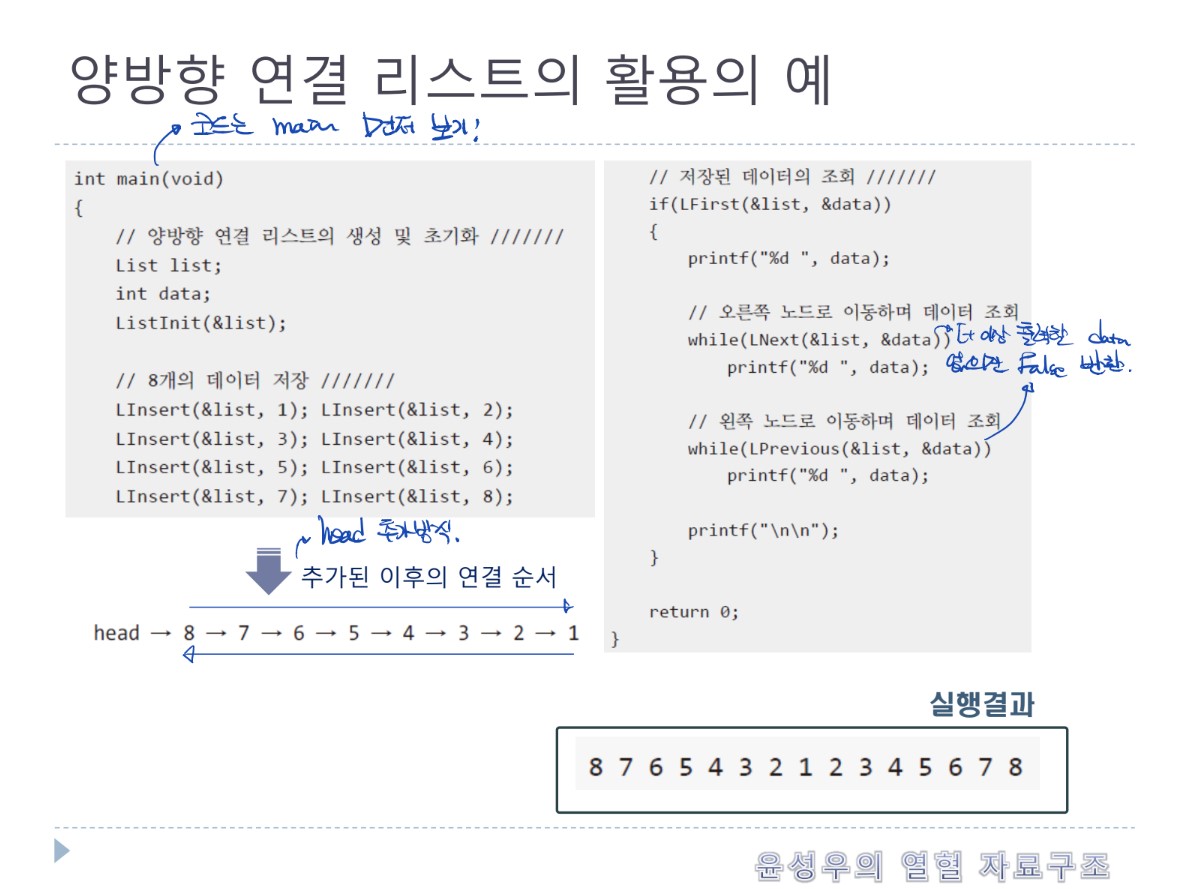 양방향 연결 리스트의 활용의 예
코드는 main 먼저 보기!
int main(void)
{
// 양방향 연결 리스트의 생성 및 초기화 ///////
List list;
int data;
ListInit(&list);
// 8개의 데이터 저장 ///////
LInsert(&list, 1); LInsert(&list, 2);
LInsert(&list, 3); LInsert(&list, 4);
LInsert(&list, 5); LInsert(&list, 6);
LInsert(&list, 7); LInsert(&list, 8);
head 추가방식.
추가된 이후의 연결 순서
head → 8 → 7 → 6 → 5 → 4 → 3 → 2 → 1
// 저장된 데이터의 조회 ///////
if(LFirst(&list, &data))
{
printf("%d ", data);
// 오른쪽 노드로 이동하며 데이터 조회
while(LNext(&list, &data))
printf("%d ", data);
더 이상 출력할 data
없으면 False 반환.
// 왼쪽 노드로 이동하며 데이터 조회
while(LPrevious(&list, &data))
printf("%d ", data);
printf("\n\n");
}
return 0;
}
실행결과
8 7 6 5 4 3 2 1 2 3 4 5 6 7 8
윤성우의 열혈 자료구조